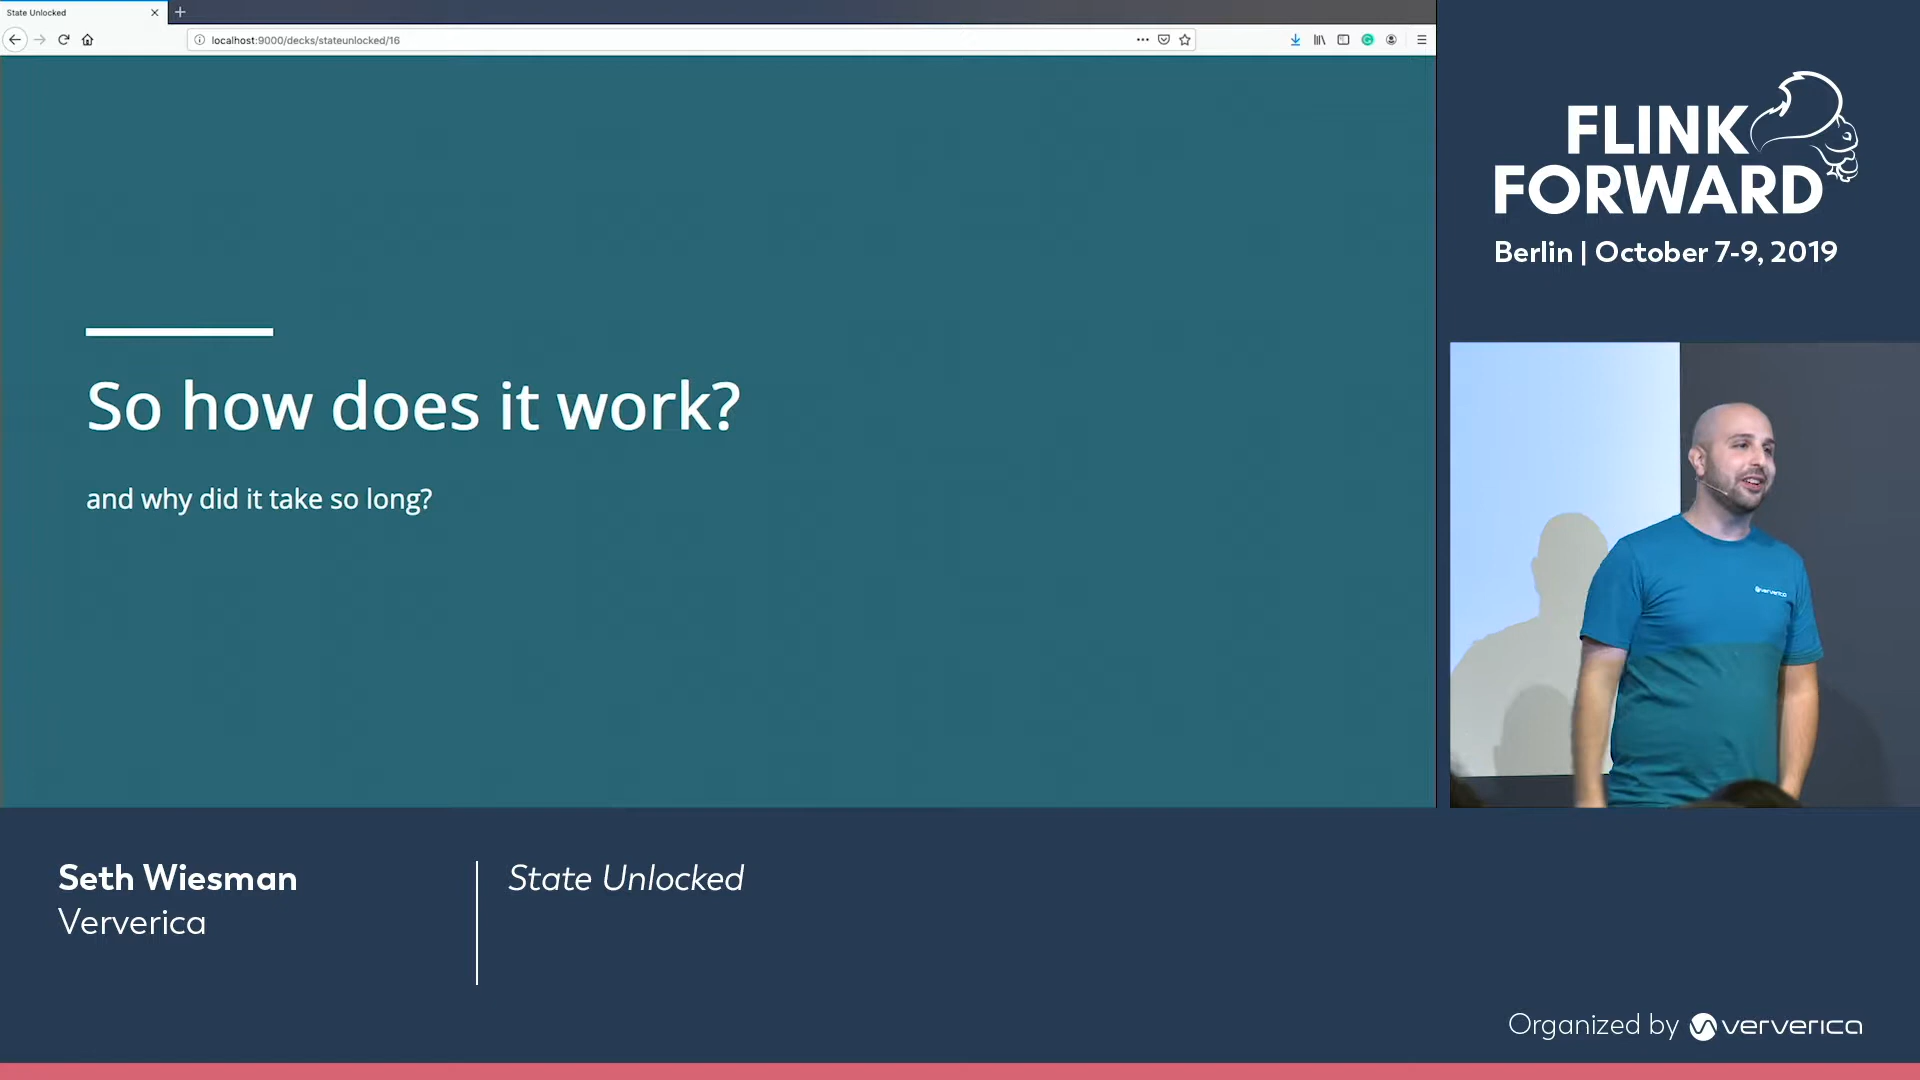 State Unlocked
localhost:9000/decks/stateunlocked/16
So how does it work?
and why did it take so long?
FLINK
FORWARD
Berlin | October 7-9, 2019
ververica
Seth Wiesman
Ververica
State Unlocked
Organized by ververica